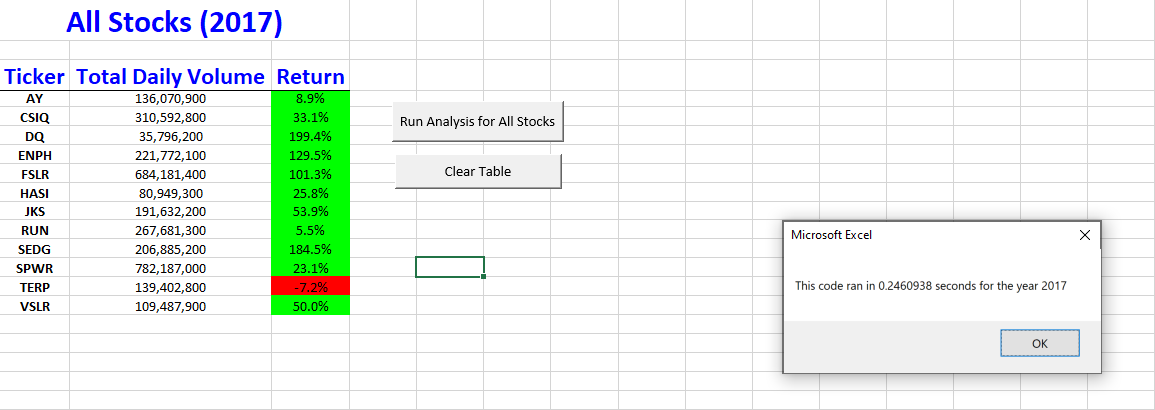 All Stocks (2017)
Ticker Total Daily Volume Return
AY 136,070,900 8.9%
CSIQ 310,592,800 33.1%
DQ 35,796,200 199.4%
ENPH 221,772,100 129.5%
FSLR 684,181,400 101.3%
HASI 80,949,300 25.8%
JKS 191,632,200 53.9%
RUN 267,681,300 5.5%
SEDG 206,885,200 184.5%
SPWR 782,187,000 23.1%
TERP 139,402,800 -7.2%
VSLR 109,487,900 50.0%
Run Analysis for All Stocks
Clear Table
Microsoft Excel
This code ran in 0.2460938 seconds for the year 2017
OK